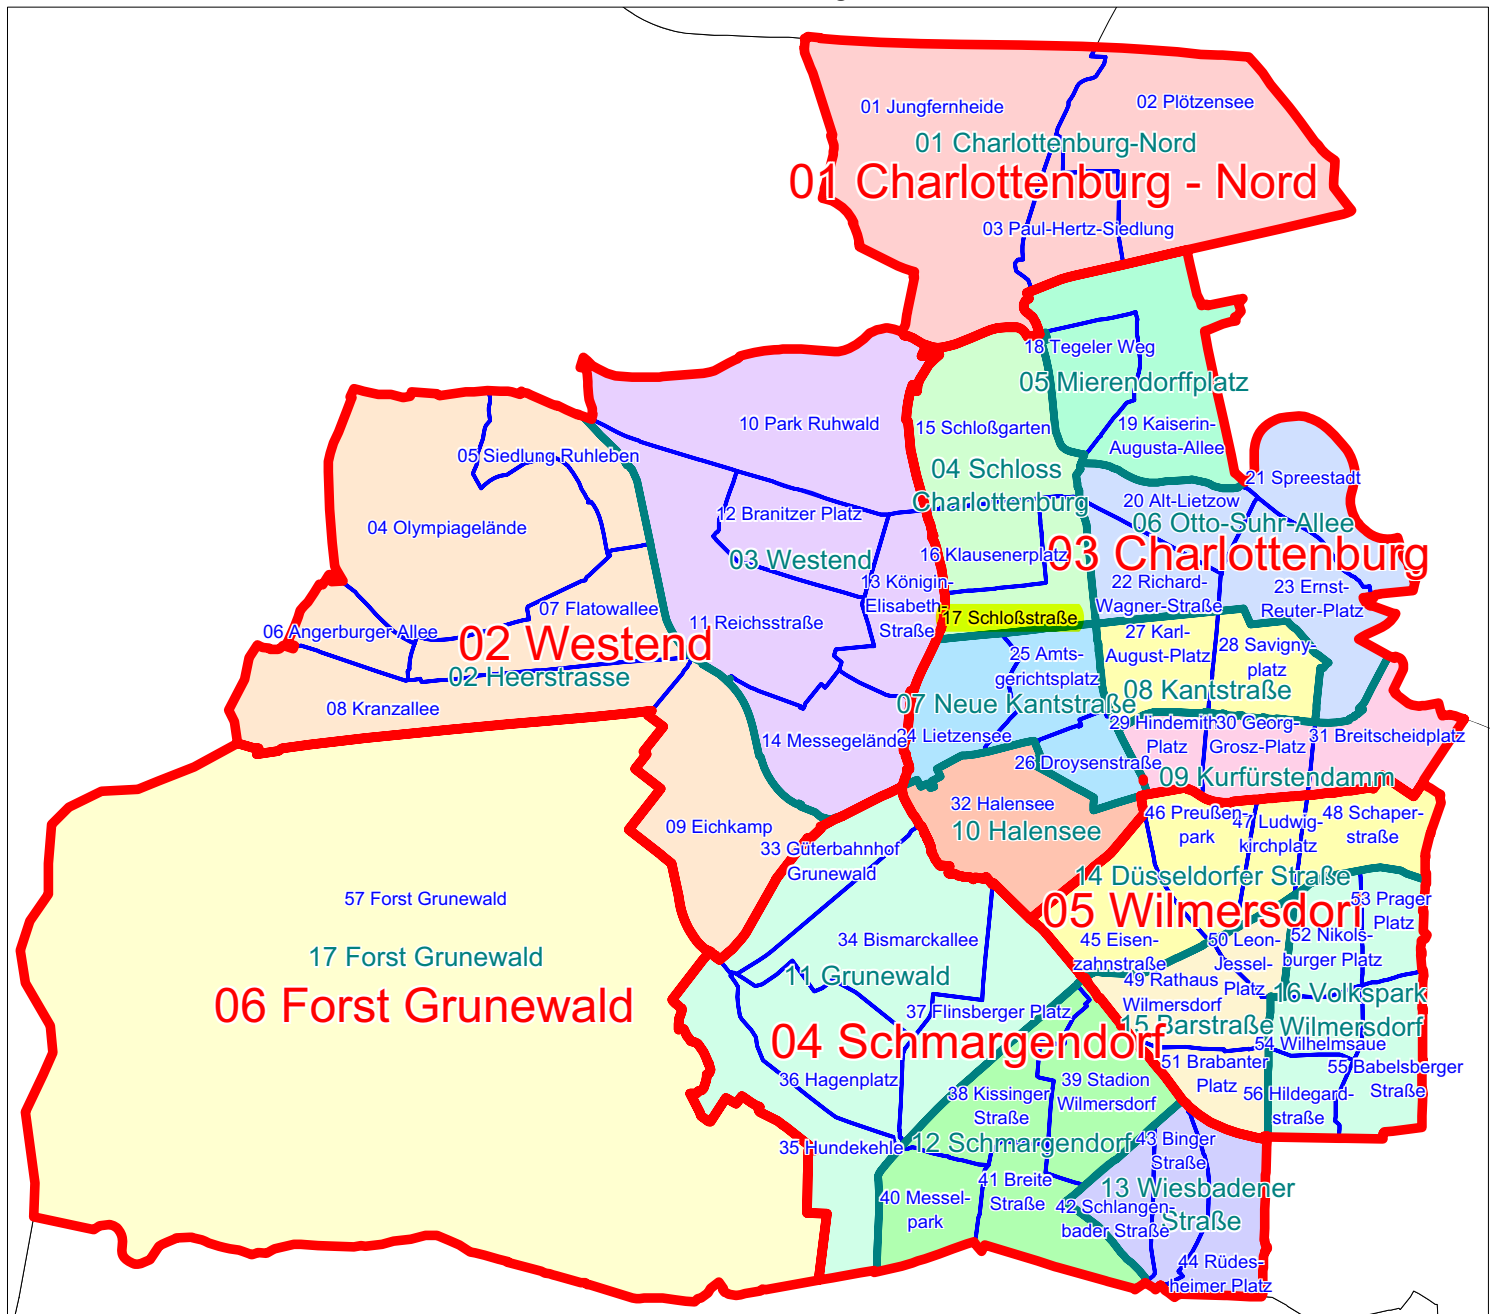 01 Jungfernheide
02 Plötzensee
01 Charlottenburg-Nord
01 Charlottenburg - Nord
03 Paul-Hertz-Siedlung
18 Tegeler Weg
05 Mierendorffplatz
10 Park Ruhwald
15 Schloßgarten
19 Kaiserin-
Augusta-Allee
05 Siedlung Ruhleben
04 Schloss
Charlottenburg
21 Spreestadt
20 Alt-Lietzow
04 Olympiagelände
12 Branitzer Platz
06 Otto-Suhr-Allee
03 Westend
16 Klausenerplatz
03 Charlottenburg
13 Königin-
Elisabeth-
Straße
22 Richard-
Wagner-Straße
23 Ernst-
Reuter-Platz
07 Flatowallee
11 Reichsstraße
17 Schloßstraße
06 Angerburger Allee
02 Westend
27 Karl-
August-Platz
28 Savigny-
platz
25 Amts-
gerichtsplatz
02 Heerstrasse
08 Kantstraße
07 Neue Kantstraße
08 Kranzallee
14 Messegelände
24 Lietzensee
29 Hindemith
Platz
30 Georg-
Grosz-Platz
31 Breitscheidplatz
26 Droysenstraße
09 Kurfürstendamm
32 Halensee
10 Halensee
46 Preußen-
park
47 Ludwig-
kirchplatz
48 Schaper-
straße
09 Eichkamp
33 Güterbahnhof
Grunewald
14 Düsseldorfer Straße
57 Forst Grunewald
05 Wilmersdorf
53 Prager
Platz
34 Bismarckallee
45 Eisen-
zahnstraße
50 Leon-
Jessel-
Platz
52 Nikols-
burger Platz
17 Forst Grunewald
11 Grunewald
49 Rathaus
Wilmersdorf
16 Volkspark
Wilmersdorf
06 Forst Grunewald
37 Flinsberger Platz
15 Barstraße
04 Schmargendorf
54 Wilhelmsaue
51 Brabanter
Platz
55 Babelsberger
Straße
36 Hagenplatz
38 Kissinger
Straße
39 Stadion
Wilmersdorf
56 Hildegard-
straße
35 Hundekehle
12 Schmargendorf
43 Binger
Straße
40 Messel-
park
41 Breite
Straße
13 Wiesbadener
Straße
42 Schlangen-
bader Straße
44 Rüdes-
heimer Platz